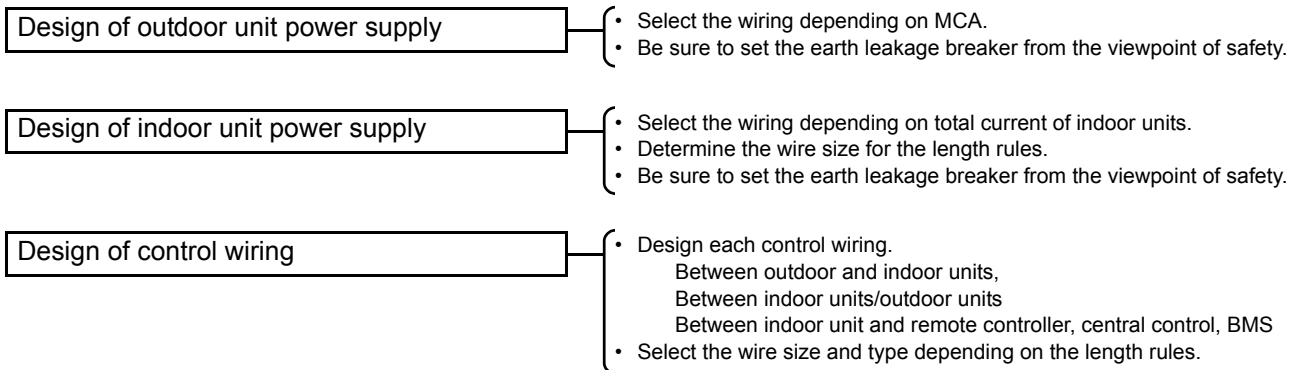 Design of outdoor unit power supply
• Select the wiring depending on MCA.
• Be sure to set the earth leakage breaker from the viewpoint of safety.
Design of indoor unit power supply
• Select the wiring depending on total current of indoor units.
• Determine the wire size for the length rules.
• Be sure to set the earth leakage breaker from the viewpoint of safety.
Design of control wiring
• Design each control wiring.
Between outdoor and indoor units,
Between indoor units/outdoor units
Between indoor unit and remote controller, central control, BMS
• Select the wire size and type depending on the length rules.